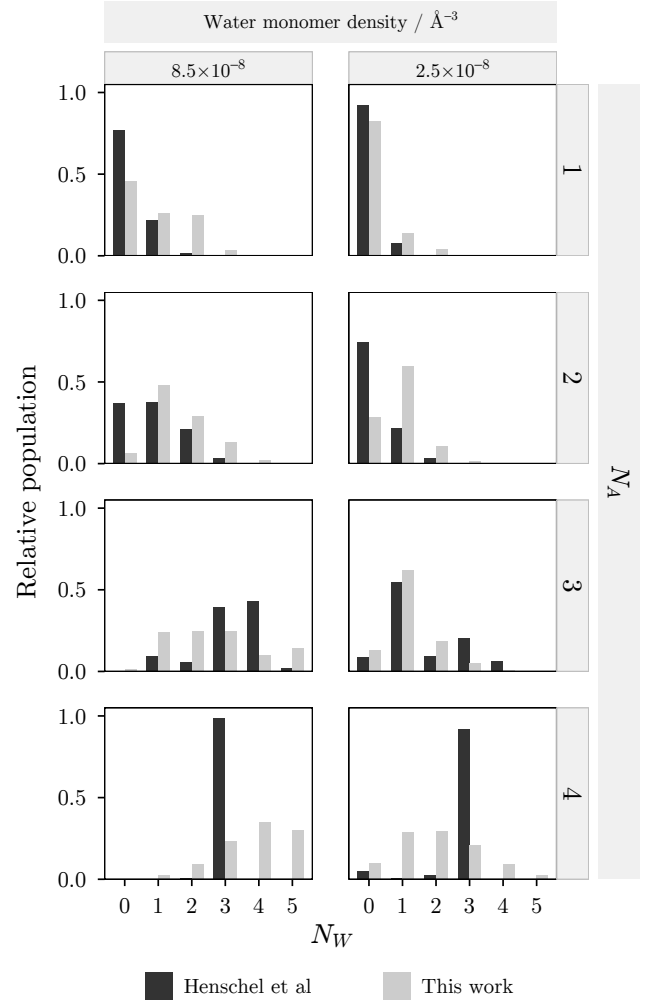 Water monomer density / Å⁻³
8.5×10⁻⁸
2.5×10⁻⁸
1.0
0.5
0.0
1
1.0
0.5
0.0
2
1.0
0.5
0.0
3
1.0
0.5
0.0
4
Relative population
N_A
0 1 2 3 4 5
0 1 2 3 4 5
N_W
Henschel et al
This work